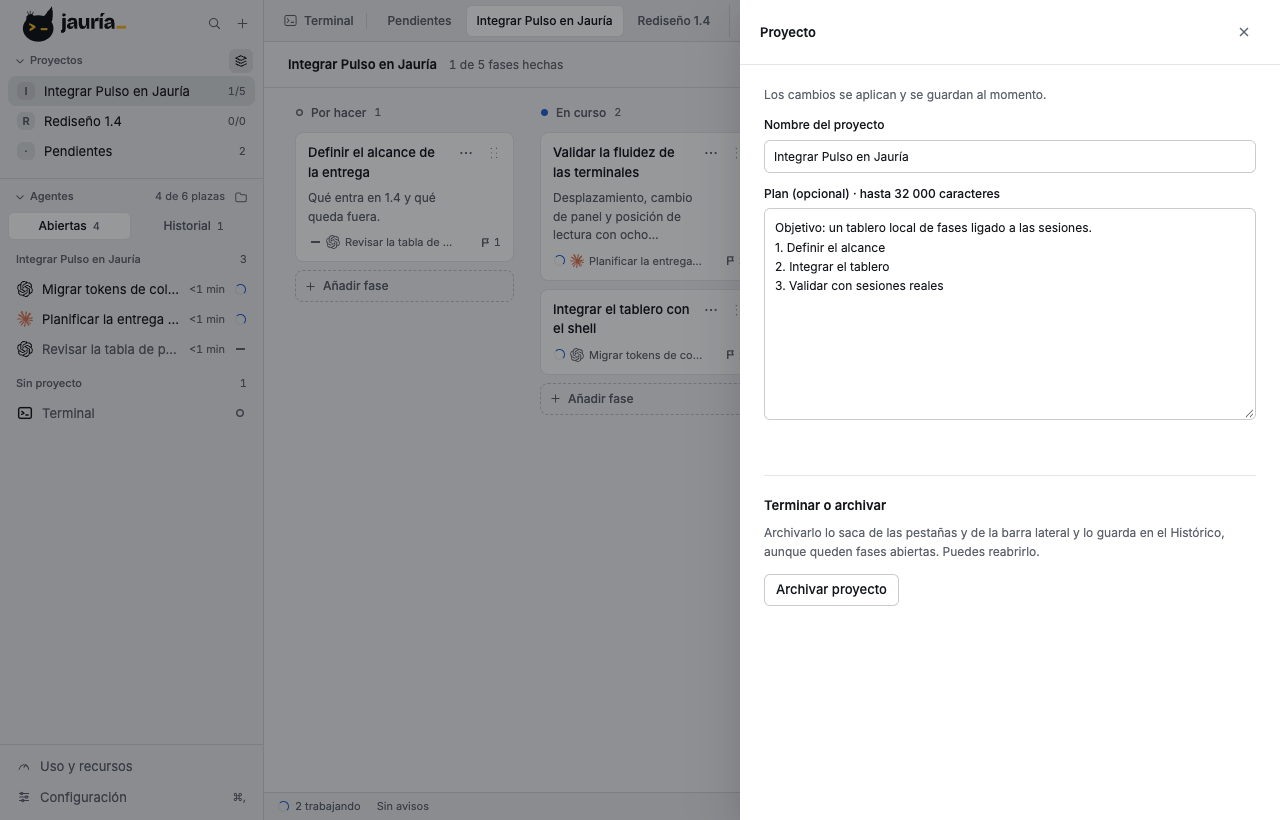 jauría_
Proyectos
I Integrar Pulso en Jauría 1/5
R Rediseño 1.4 0/0
· Pendientes 2
Agentes 4 de 6 plazas
Abiertas 4 Historial 1
Integrar Pulso en Jauría 3
Migrar tokens de col... <1 min
Planificar la entrega ... <1 min
Revisar la tabla de p... <1 min
Sin proyecto 1
Terminal
Uso y recursos
Configuración ⌘,
Terminal Pendientes Integrar Pulso en Jauría Rediseño 1.4
Integrar Pulso en Jauría 1 de 5 fases hechas
Por hacer 1
Definir el alcance de
la entrega
Qué entra en 1.4 y qué
queda fuera.
Revisar la tabla de ... 1
+ Añadir fase
En curso 2
Validar la fluidez de
las terminales
Desplazamiento, cambio
de panel y posición de
lectura con ocho...
Planificar la entrega...
Integrar el tablero con
el shell
Migrar tokens de co...
+ Añadir fase
2 trabajando Sin avisos
Proyecto
Los cambios se aplican y se guardan al momento.
Nombre del proyecto
Integrar Pulso en Jauría
Plan (opcional) · hasta 32 000 caracteres
Objetivo: un tablero local de fases ligado a las sesiones.
1. Definir el alcance
2. Integrar el tablero
3. Validar con sesiones reales
Terminar o archivar
Archivarlo lo saca de las pestañas y de la barra lateral y lo guarda en el Histórico,
aunque queden fases abiertas. Puedes reabrirlo.
Archivar proyecto